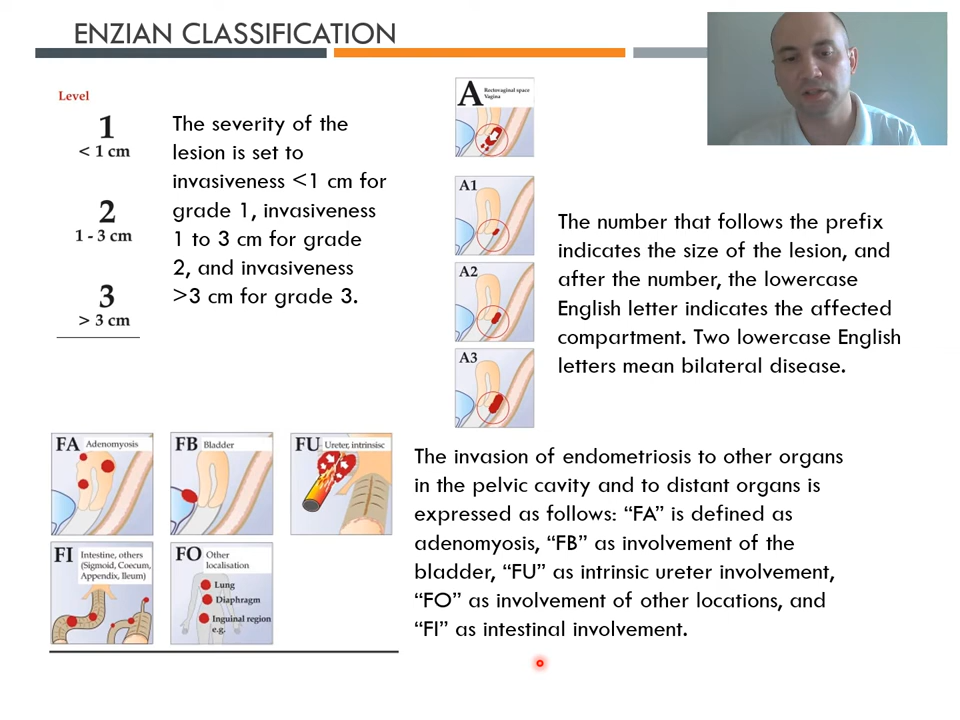 ENZIAN CLASSIFICATION
Level
1
< 1 cm
2
1 - 3 cm
3
> 3 cm
The severity of the
lesion is set to
invasiveness <1 cm for
grade 1, invasiveness
1 to 3 cm for grade
2, and invasiveness
>3 cm for grade 3.
A Rectovaginal space
Vagina
A1
A2
A3
The number that follows the prefix
indicates the size of the lesion, and
after the number, the lowercase
English letter indicates the affected
compartment. Two lowercase English
letters mean bilateral disease.
FA Adenomyosis
FB Bladder
FU Ureter, intrinsisc
FI Intestine, others
(Sigmoid, Coecum,
Appendix, Ileum)
FO Other
localisation
Lung
Diaphragm
Inguinal region
e.g.
The invasion of endometriosis to other organs
in the pelvic cavity and to distant organs is
expressed as follows: “FA” is defined as
adenomyosis, “FB” as involvement of the
bladder, “FU” as intrinsic ureter involvement,
“FO” as involvement of other locations, and
“FI” as intestinal involvement.